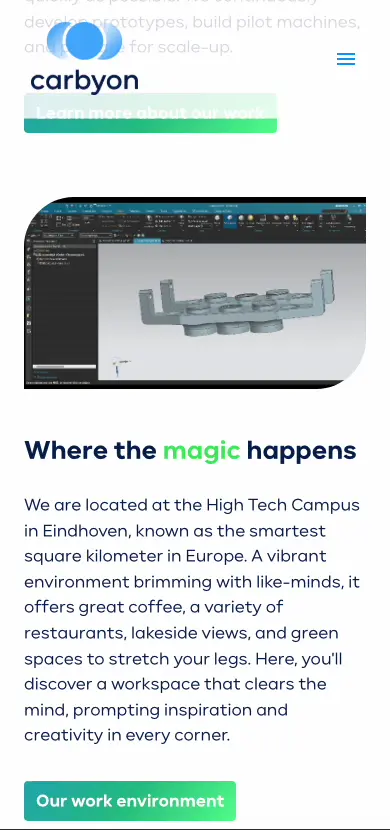 quickly as possible. We continuously
develop prototypes, build pilot machines,
and for scale-up.
carbyon
Learn more about our work
Where the magic happens
We are located at the High Tech Campus
in Eindhoven, known as the smartest
square kilometer in Europe. A vibrant
environment brimming with like-minds, it
offers great coffee, a variety of
restaurants, lakeside views, and green
spaces to stretch your legs. Here, you'll
discover a workspace that clears the
mind, prompting inspiration and
creativity in every corner.
Our work environment